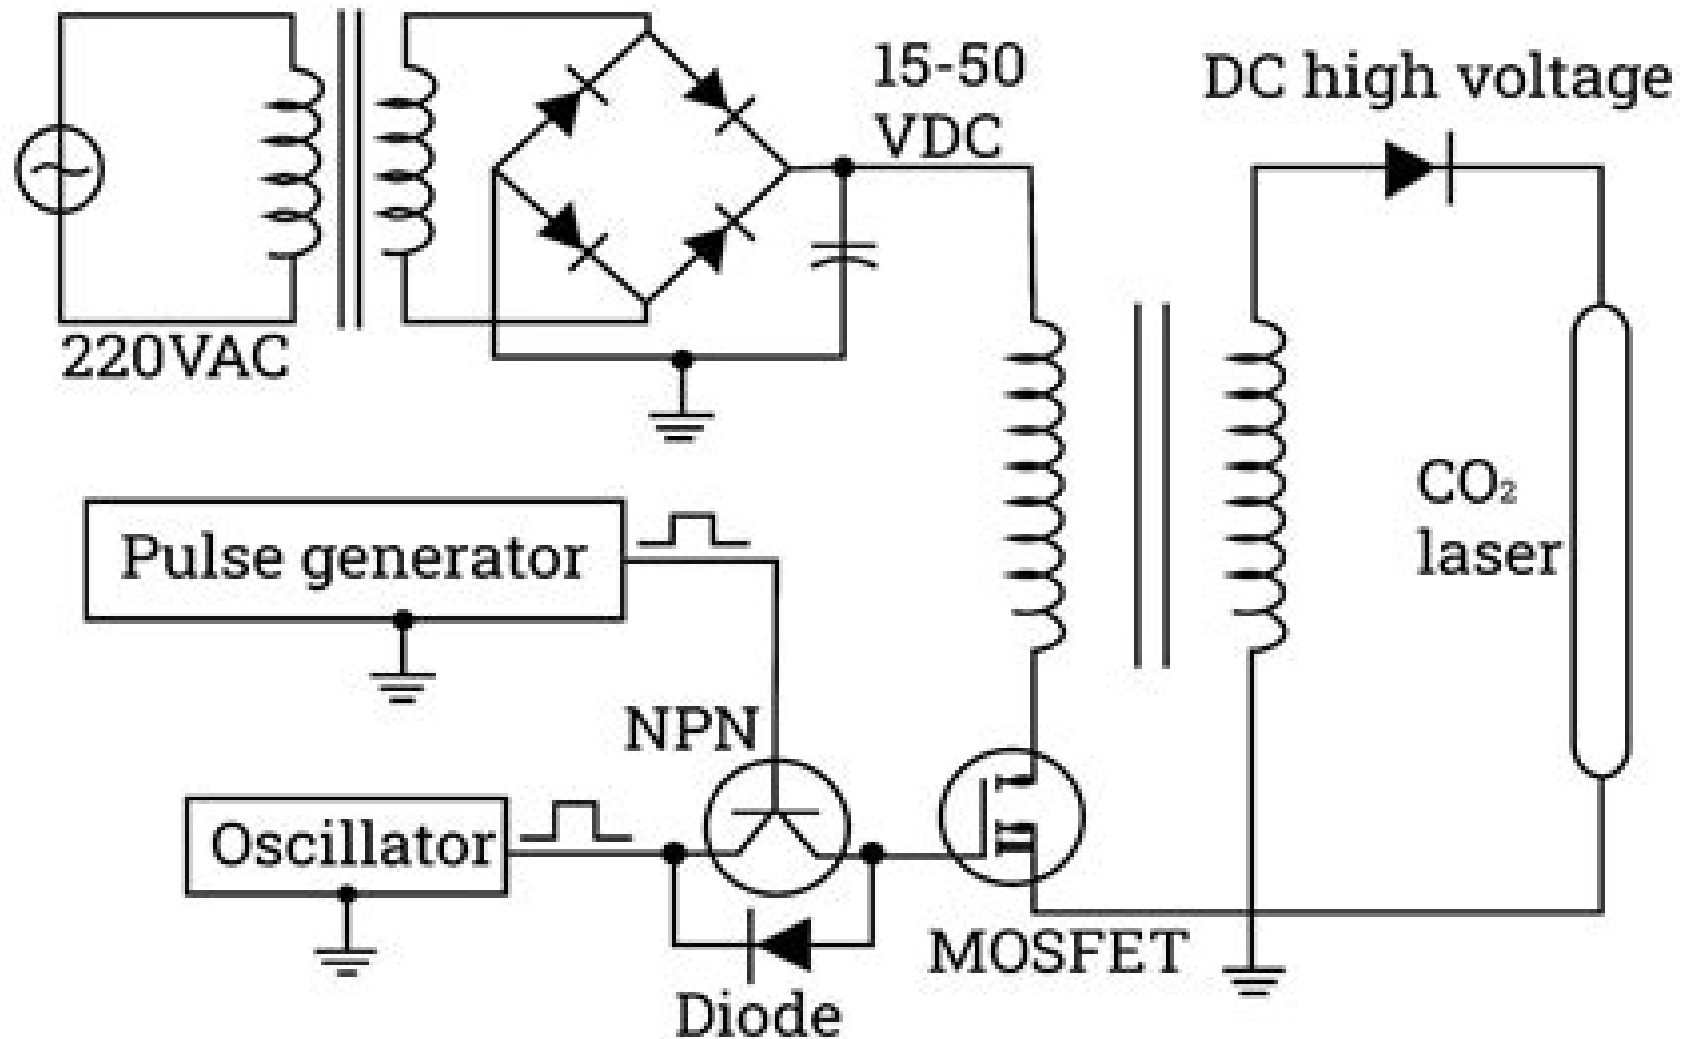 15-50
VDC
DC high voltage
220VAC
Pulse generator
CO₂
laser
NPN
Oscillator
MOSFET
Diode